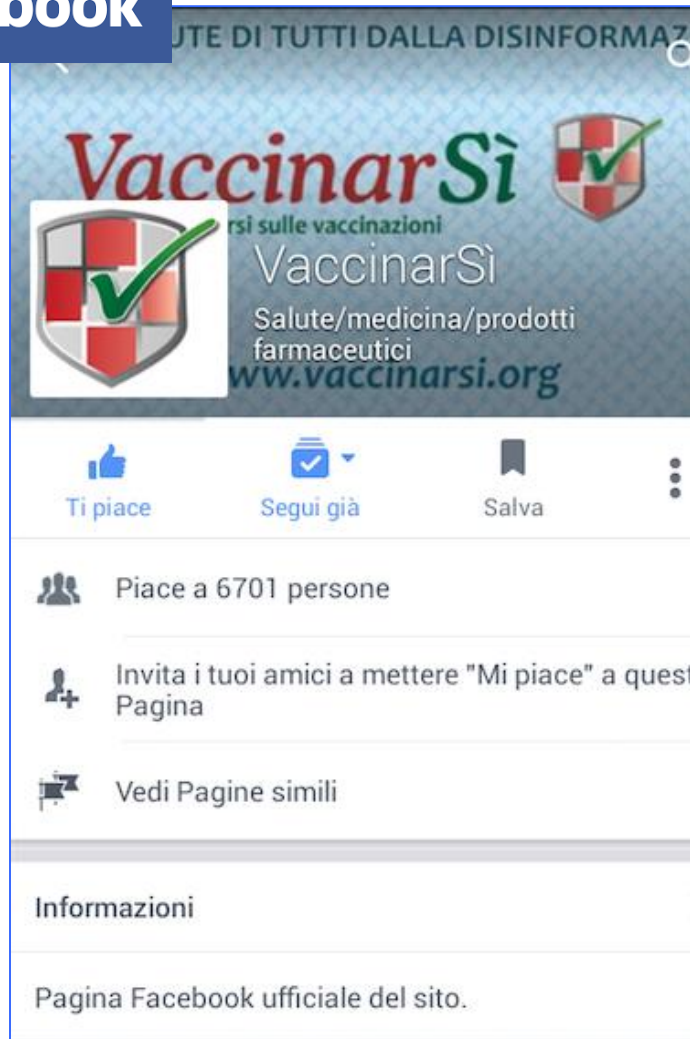 book
UTE DI TUTTI DALLA DISINFORMAZ
VaccinarSì
rsi sulle vaccinazioni
VaccinarSì
Salute/medicina/prodotti
farmaceutici
www.vaccinarsi.org
Ti piace
Segui già
Salva
Piace a 6701 persone
Invita i tuoi amici a mettere "Mi piace" a quest
Pagina
Vedi Pagine simili
Informazioni
Pagina Facebook ufficiale del sito.